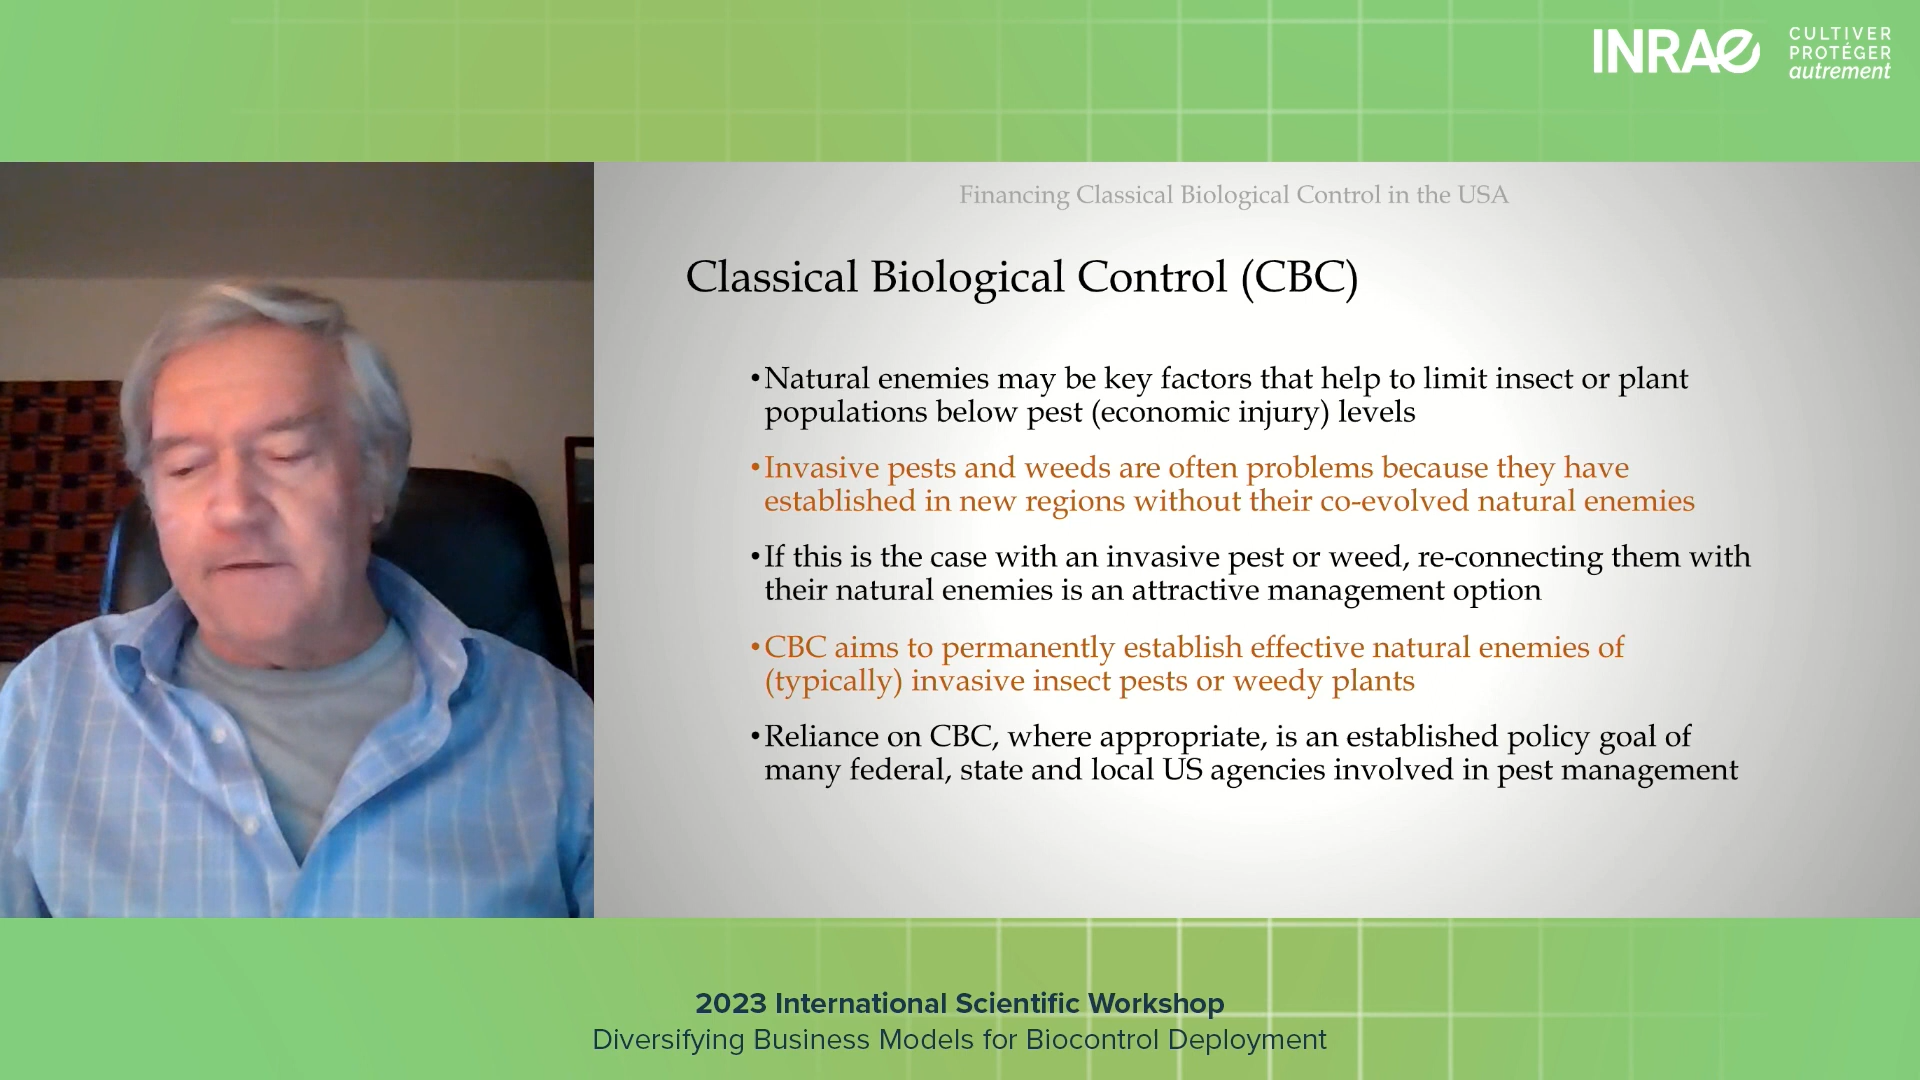 INRAE
CULTIVER
PROTÉGER
autrement
Financing Classical Biological Control in the USA
Classical Biological Control (CBC)
•Natural enemies may be key factors that help to limit insect or plant
populations below pest (economic injury) levels
•Invasive pests and weeds are often problems because they have
established in new regions without their co-evolved natural enemies
•If this is the case with an invasive pest or weed, re-connecting them with
their natural enemies is an attractive management option
•CBC aims to permanently establish effective natural enemies of
(typically) invasive insect pests or weedy plants
•Reliance on CBC, where appropriate, is an established policy goal of
many federal, state and local US agencies involved in pest management
2023 International Scientific Workshop
Diversifying Business Models for Biocontrol Deployment